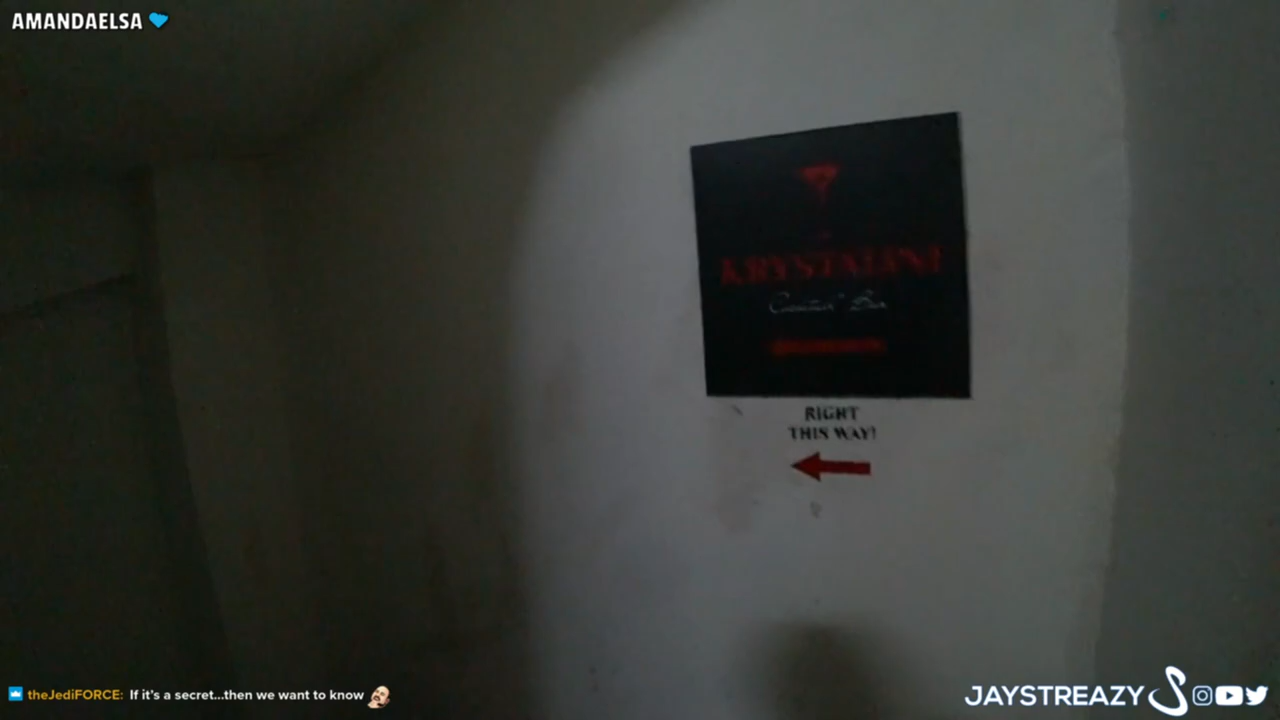 AMANDAELSA
RIGHT
THIS WAY!
theJediFORCE: If it's a secret...then we want to know
JAYSTREAZY